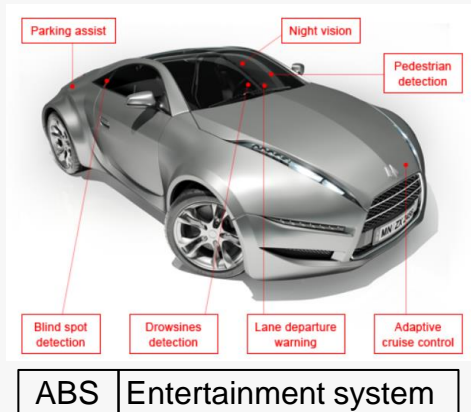 Parking assist
Night vision
Pedestrian
detection
Blind spot
detection
Drowsines
detection
Lane departure
warning
Adaptive
cruise control
ABS
Entertainment system